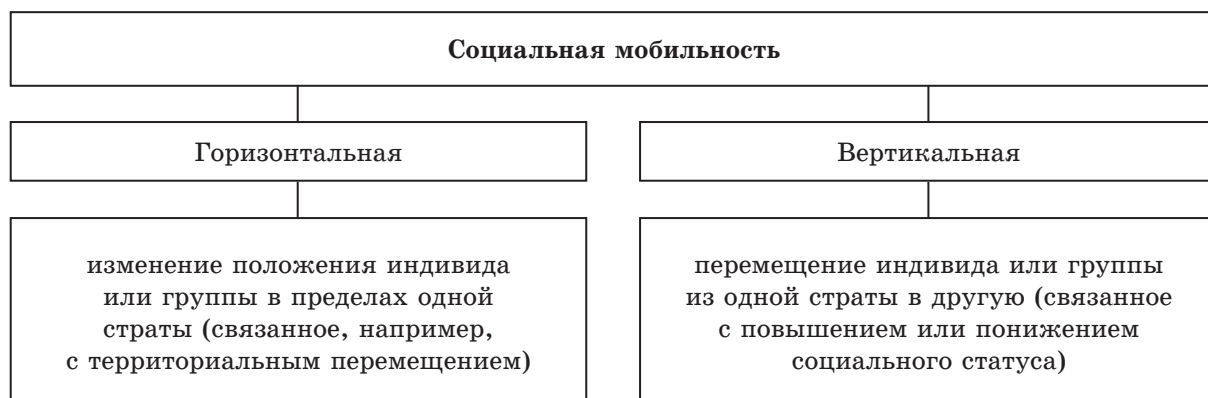 Социальная мобильность
Горизонтальная
Вертикальная
изменение положения индивида
или группы в пределах одной
страты (связанное, например,
с территориальным перемещением)
перемещение индивида или группы
из одной страты в другую (связанное
с повышением или понижением
социального статуса)